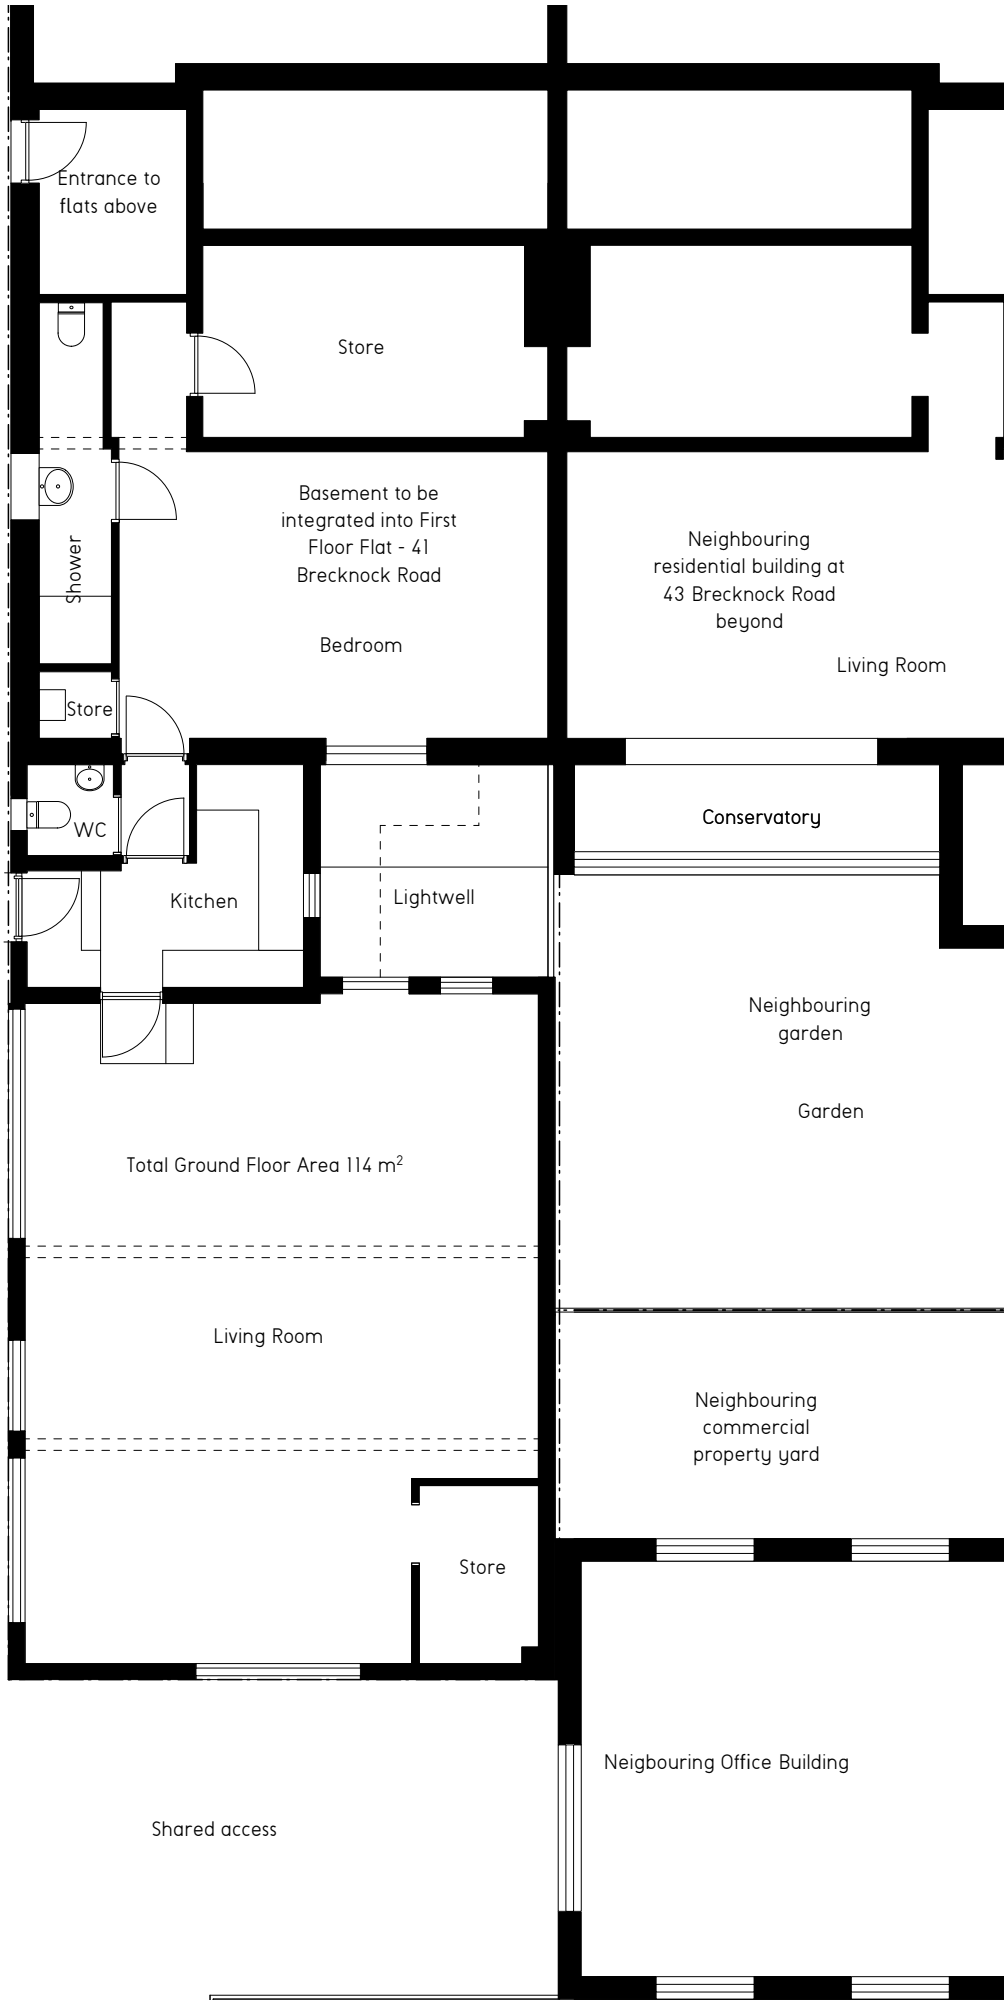 Entrance to
flats above
Store
Basement to be
integrated into First
Floor Flat - 41
Brecknock Road
Bedroom
Neighbouring
residential building at
43 Brecknock Road
beyond
Living Room
Shower
Store
WC
Kitchen
Lightwell
Conservatory
Neighbouring
garden
Garden
Total Ground Floor Area 114 m²
Living Room
Neighbouring
commercial
property yard
Store
Neigbouring Office Building
Shared access